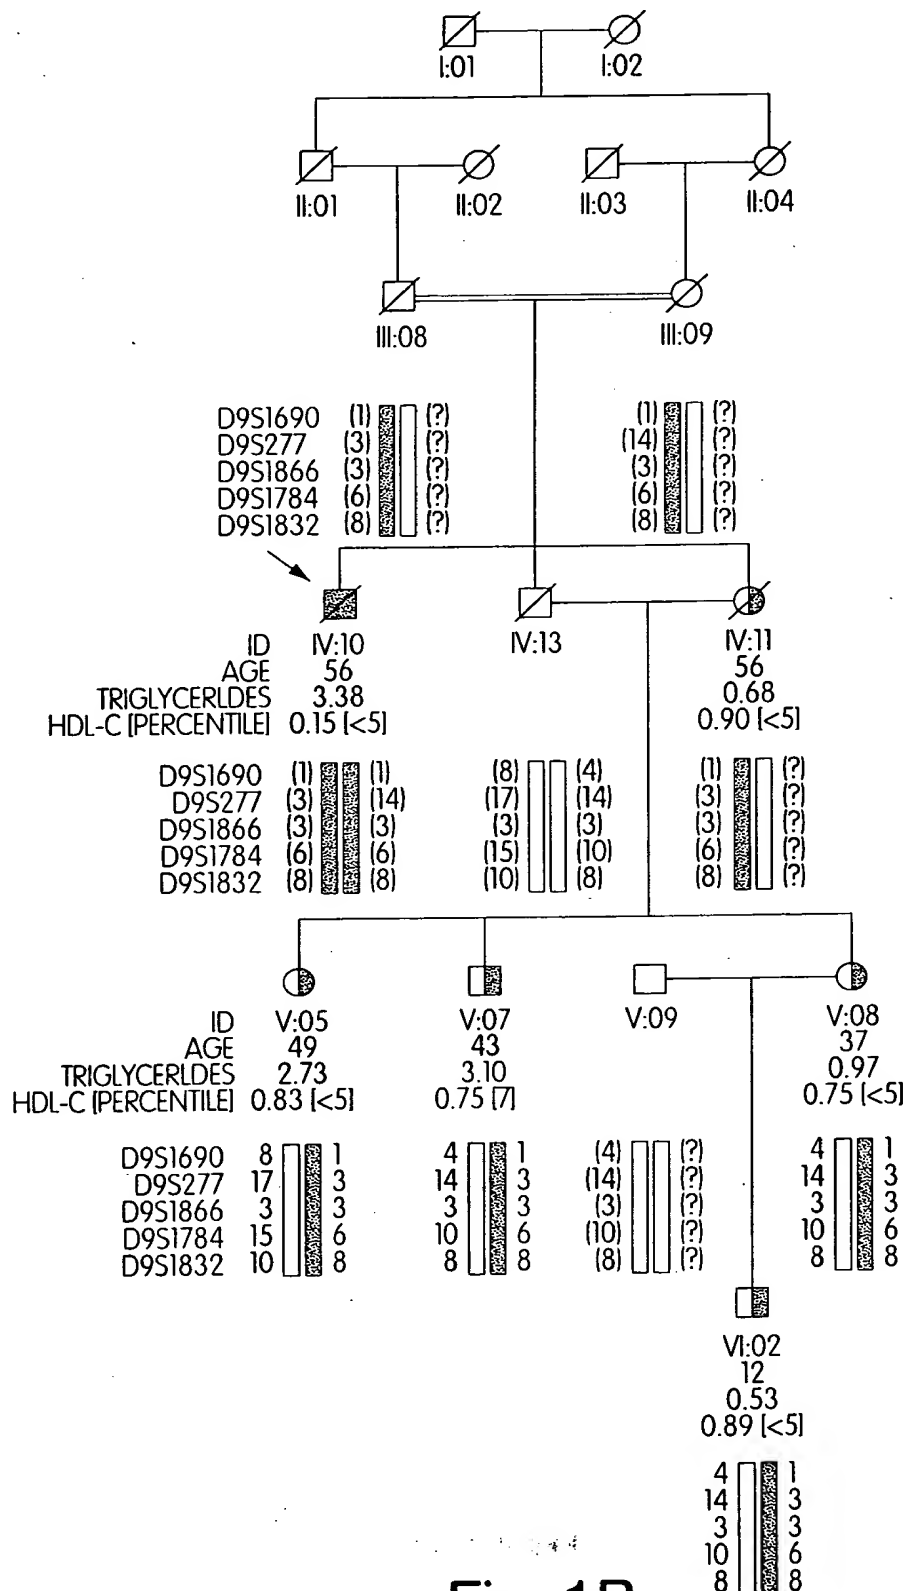 I:01 I:02
II:01 II:02 II:03 II:04
III:08 III:09
D9S1690 (1) (?) (1) (?)
D9S277 (3) (?) (14) (?)
D9S1866 (3) (?) (3) (?)
D9S1784 (6) (?) (6) (?)
D9S1832 (8) (?) (8) (?)
ID IV:10 IV:13 IV:11
AGE 56 56
TRIGLYCERLDES 3.38 0.68
HDL-C [PERCENTILE] 0.15 [<5] 0.90 [<5]
D9S1690 (1) (1) (8) (4) (1) (?)
D9S277 (3) (14) (17) (14) (3) (?)
D9S1866 (3) (3) (3) (3) (3) (?)
D9S1784 (6) (6) (15) (10) (6) (?)
D9S1832 (8) (8) (10) (8) (8) (?)
ID V:05 V:07 V:09 V:08
AGE 49 43 37
TRIGLYCERLDES 2.73 3.10 0.97
HDL-C [PERCENTILE] 0.83 [<5] 0.75 [7] 0.75 [<5]
D9S1690 8 1 4 1 (4) (?) 4 1
D9S277 17 3 14 3 (14) (?) 14 3
D9S1866 3 3 3 3 (3) (?) 3 3
D9S1784 15 6 10 6 (10) (?) 10 6
D9S1832 10 8 8 8 (8) (?) 8 8
VI:02
12
0.53
0.89 [<5]
4 1
14 3
3 3
10 6
8 8